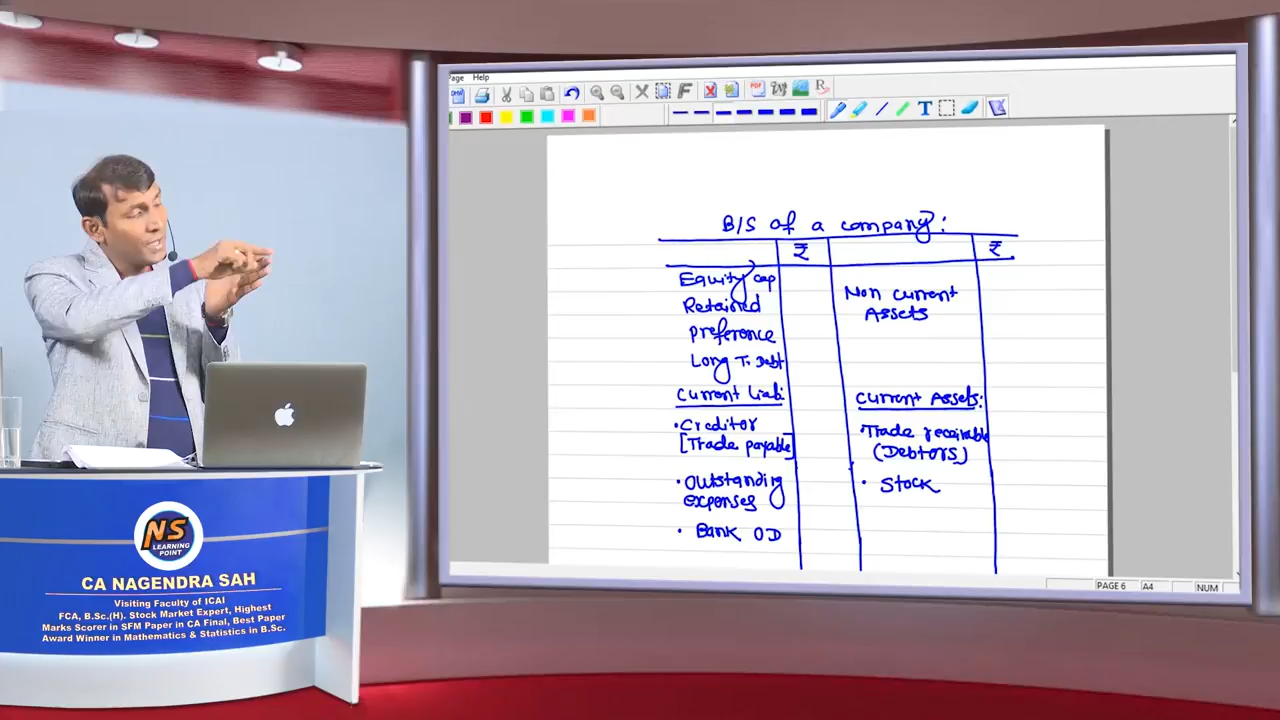 Page Help
B/S of a company:
₹ ₹
Equity cap
Retained
preference
Long T. Debt
Current Liabi
• Creditor
[Trade payable]
• Outstanding
expenses
• Bank OD
Non current
Assets
Current Assets:
• Trade receivable
(Debtors)
• Stock
PAGE 6 A4 NUM
NS
LEARNING
POINT
CA NAGENDRA SAH
Visiting Faculty of ICAI
FCA, B.Sc.(H). Stock Market Expert, Highest
Marks Scorer in SFM Paper in CA Final, Best Paper
Award Winner in Mathematics & Statistics in B.Sc.